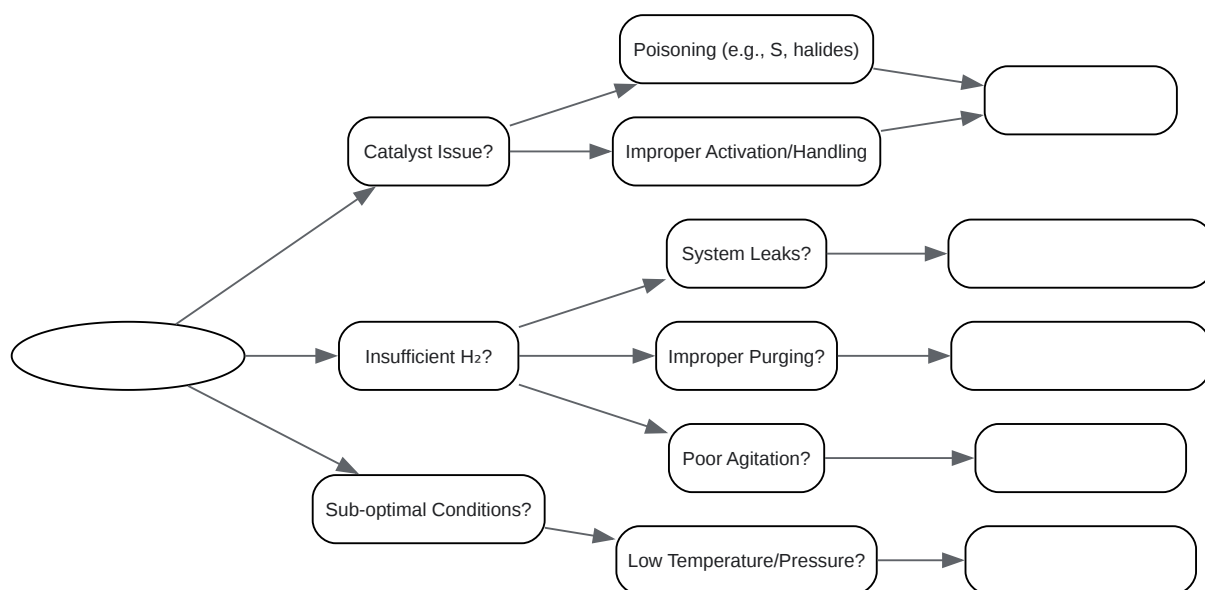 Poisoning (e.g., S, halides)
Catalyst Issue?
Improper Activation/Handling
System Leaks?
Insufficient H₂?
Improper Purging?
Poor Agitation?
Sub-optimal Conditions?
Low Temperature/Pressure?